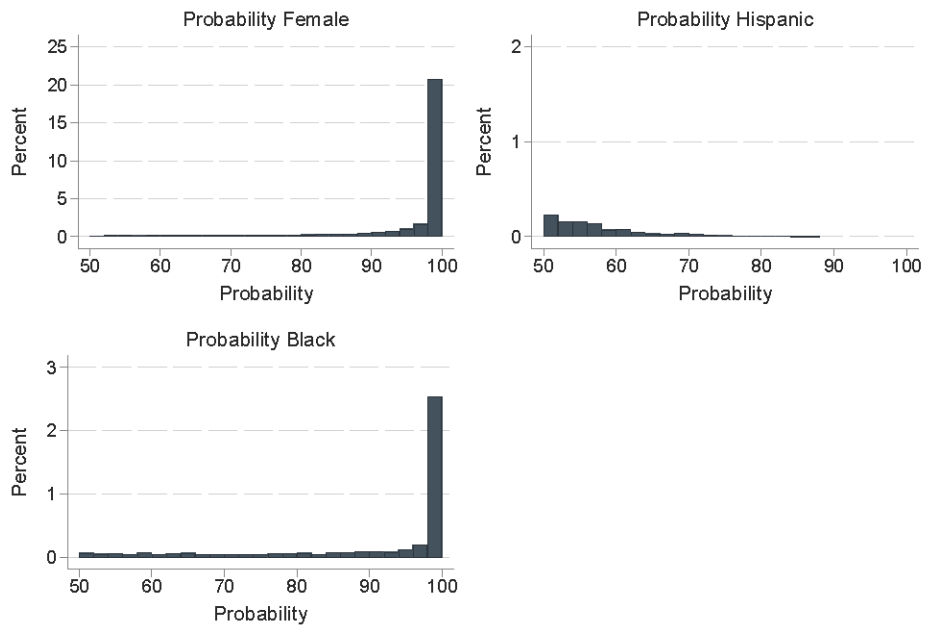 Probability Female
25
20
15
10
5
0
Percent
50 60 70 80 90 100
Probability
Probability Hispanic
2
1
0
Percent
50 60 70 80 90 100
Probability
Probability Black
3
2
1
0
Percent
50 60 70 80 90 100
Probability